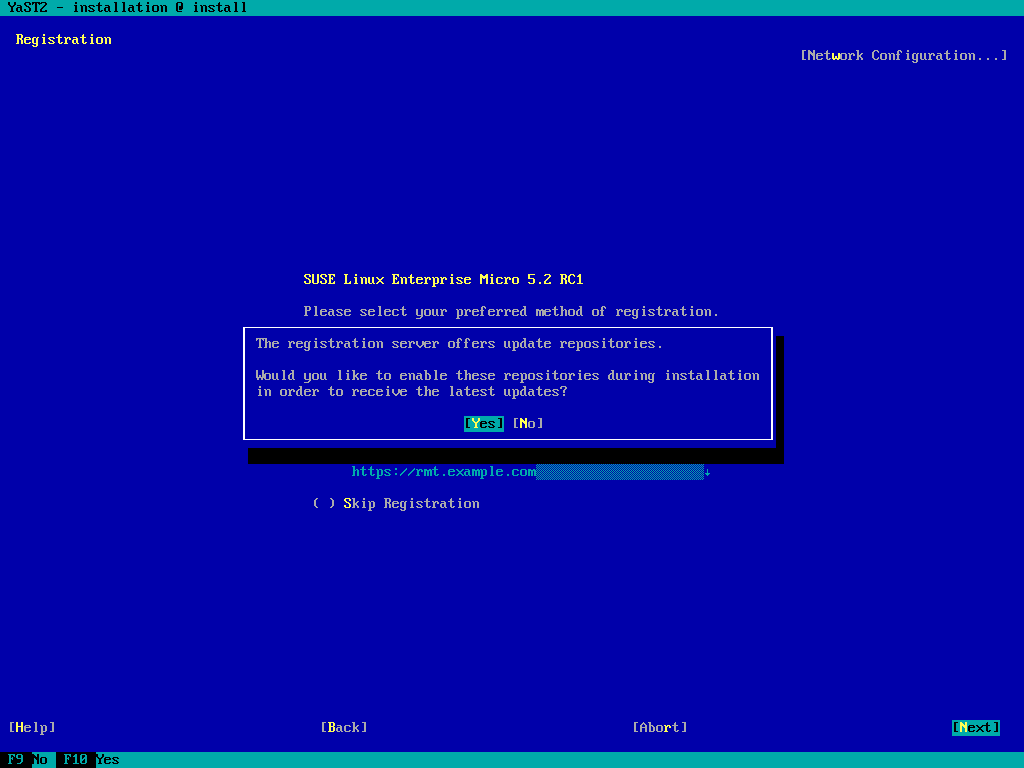 YaST2 - installation @ install
Registration
[Network Configuration...]
SUSE Linux Enterprise Micro 5.2 RC1
Please select your preferred method of registration.
The registration server offers update repositories.
Would you like to enable these repositories during installation
in order to receive the latest updates?
[Yes] [No]
https://rmt.example.com
( ) Skip Registration
[Help] [Back] [Abort] [Next]
F9 No F10 Yes